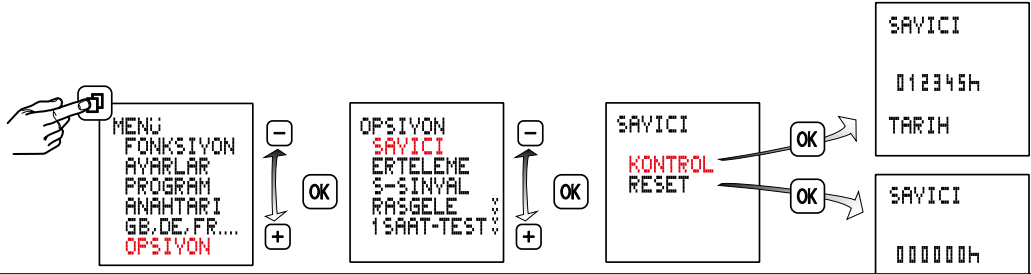 MENÜ
FONKSIYON
AYARLAR
PROGRAM
ANAHTARI
GB,DE,FR....
OPSIYON
−
+
OK
OPSIYON
SAYICI
ERTELEME
S-SINYAL
RASGELE
1SAAT-TEST
−
+
OK
SAYICI
KONTROL
RESET
OK
OK
SAYICI
012345h
TARIH
SAYICI
000000h